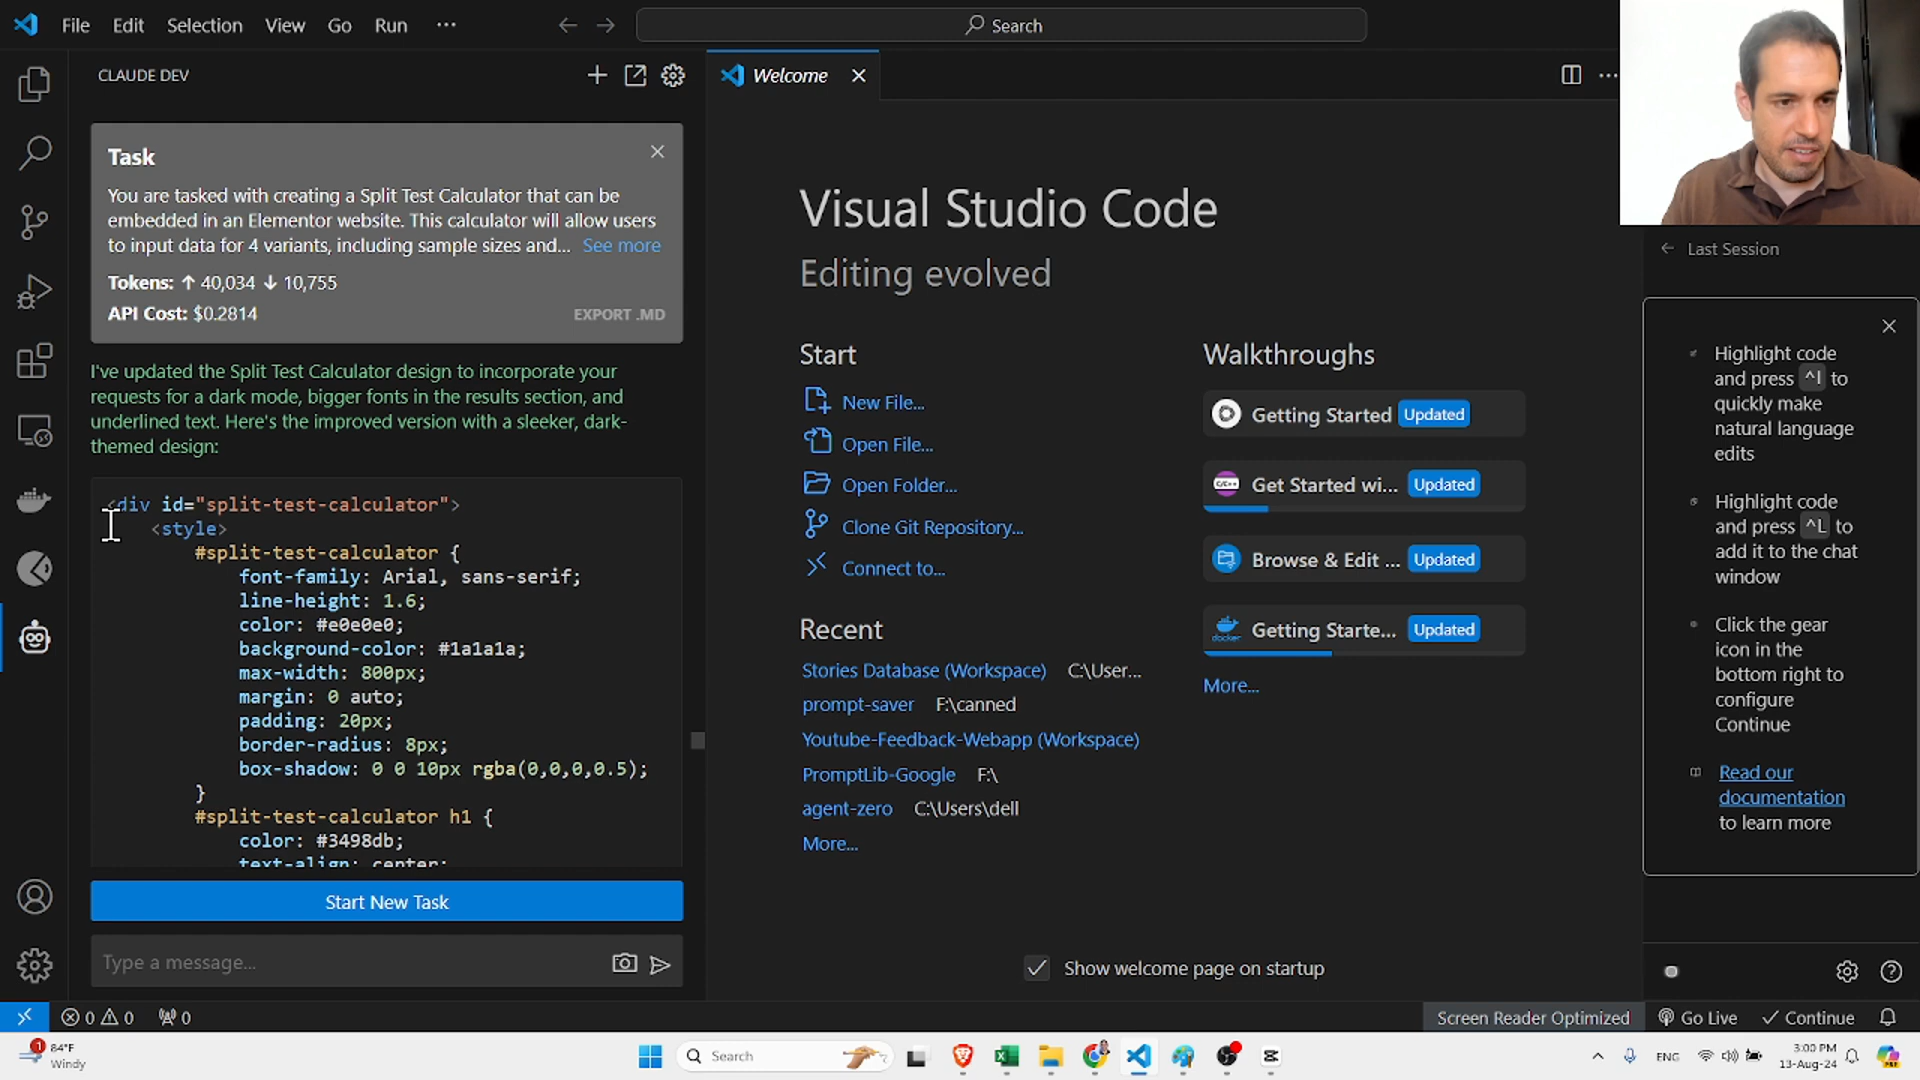 File Edit Selection View Go Run ···
Search
CLAUDE DEV
Welcome
Task
You are tasked with creating a Split Test Calculator that can be
embedded in an Elementor website. This calculator will allow users
to input data for 4 variants, including sample sizes and... See more
Tokens: ↑ 40,034 ↓ 10,755
API Cost: $0.2814
EXPORT .MD
I've updated the Split Test Calculator design to incorporate your
requests for a dark mode, bigger fonts in the results section, and
underlined text. Here's the improved version with a sleeker, dark-
themed design:
<div id="split-test-calculator">
<style>
#split-test-calculator {
font-family: Arial, sans-serif;
line-height: 1.6;
color: #e0e0e0;
background-color: #1a1a1a;
max-width: 800px;
margin: 0 auto;
padding: 20px;
border-radius: 8px;
box-shadow: 0 0 10px rgba(0,0,0,0.5);
}
#split-test-calculator h1 {
color: #3498db;
text-align: center;
Start New Task
Type a message...
Visual Studio Code
Editing evolved
Start
New File...
Open File...
Open Folder...
Clone Git Repository...
Connect to...
Recent
Stories Database (Workspace) C:\User...
prompt-saver F:\canned
Youtube-Feedback-Webapp (Workspace)
PromptLib-Google F:\
agent-zero C:\Users\dell
More...
Walkthroughs
Getting Started Updated
C/C++ Get Started wi... Updated
Browse & Edit ... Updated
docker Getting Starte... Updated
More...
Show welcome page on startup
Last Session
Highlight code
and press ^I to
quickly make
natural language
edits
Highlight code
and press ^L to
add it to the chat
window
Click the gear
icon in the
bottom right to
configure
Continue
Read our
documentation
to learn more
0 0 0
Screen Reader Optimized Go Live Continue
1
84°F
Windy
Search
ENG
3:00 PM
13-Aug-24